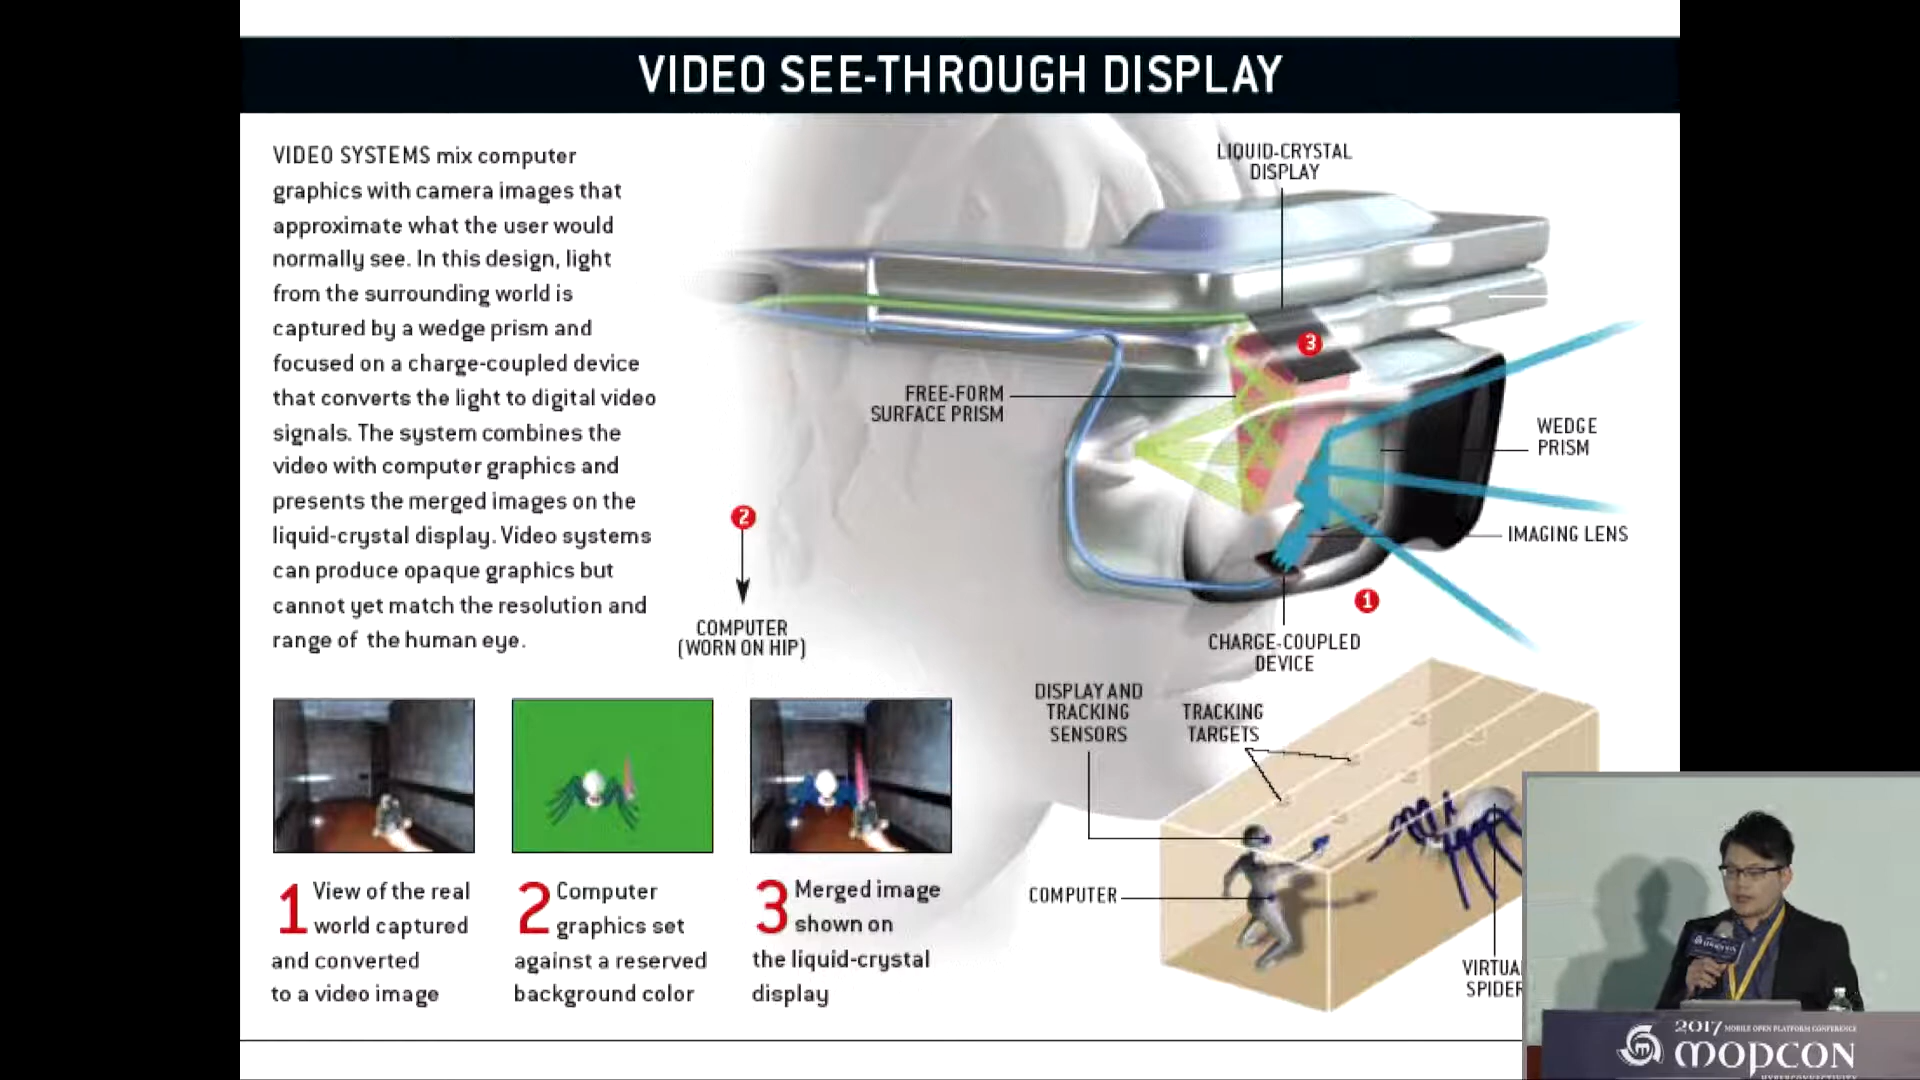 VIDEO SEE-THROUGH DISPLAY
VIDEO SYSTEMS mix computer
graphics with camera images that
approximate what the user would
normally see. In this design, light
from the surrounding world is
captured by a wedge prism and
focused on a charge-coupled device
that converts the light to digital video
signals. The system combines the
video with computer graphics and
presents the merged images on the
liquid-crystal display. Video systems
can produce opaque graphics but
cannot yet match the resolution and
range of the human eye.
LIQUID-CRYSTAL
DISPLAY
3
FREE-FORM
SURFACE PRISM
WEDGE
PRISM
IMAGING LENS
2
1
COMPUTER
(WORN ON HIP)
CHARGE-COUPLED
DEVICE
DISPLAY AND
TRACKING
SENSORS
TRACKING
TARGETS
COMPUTER
VIRTUA
SPIDER
1 View of the real
world captured
and converted
to a video image
2 Computer
graphics set
against a reserved
background color
3 Merged image
shown on
the liquid-crystal
display
2017 MOBILE OPEN PLATFORM CONFERENCE
MOPCON